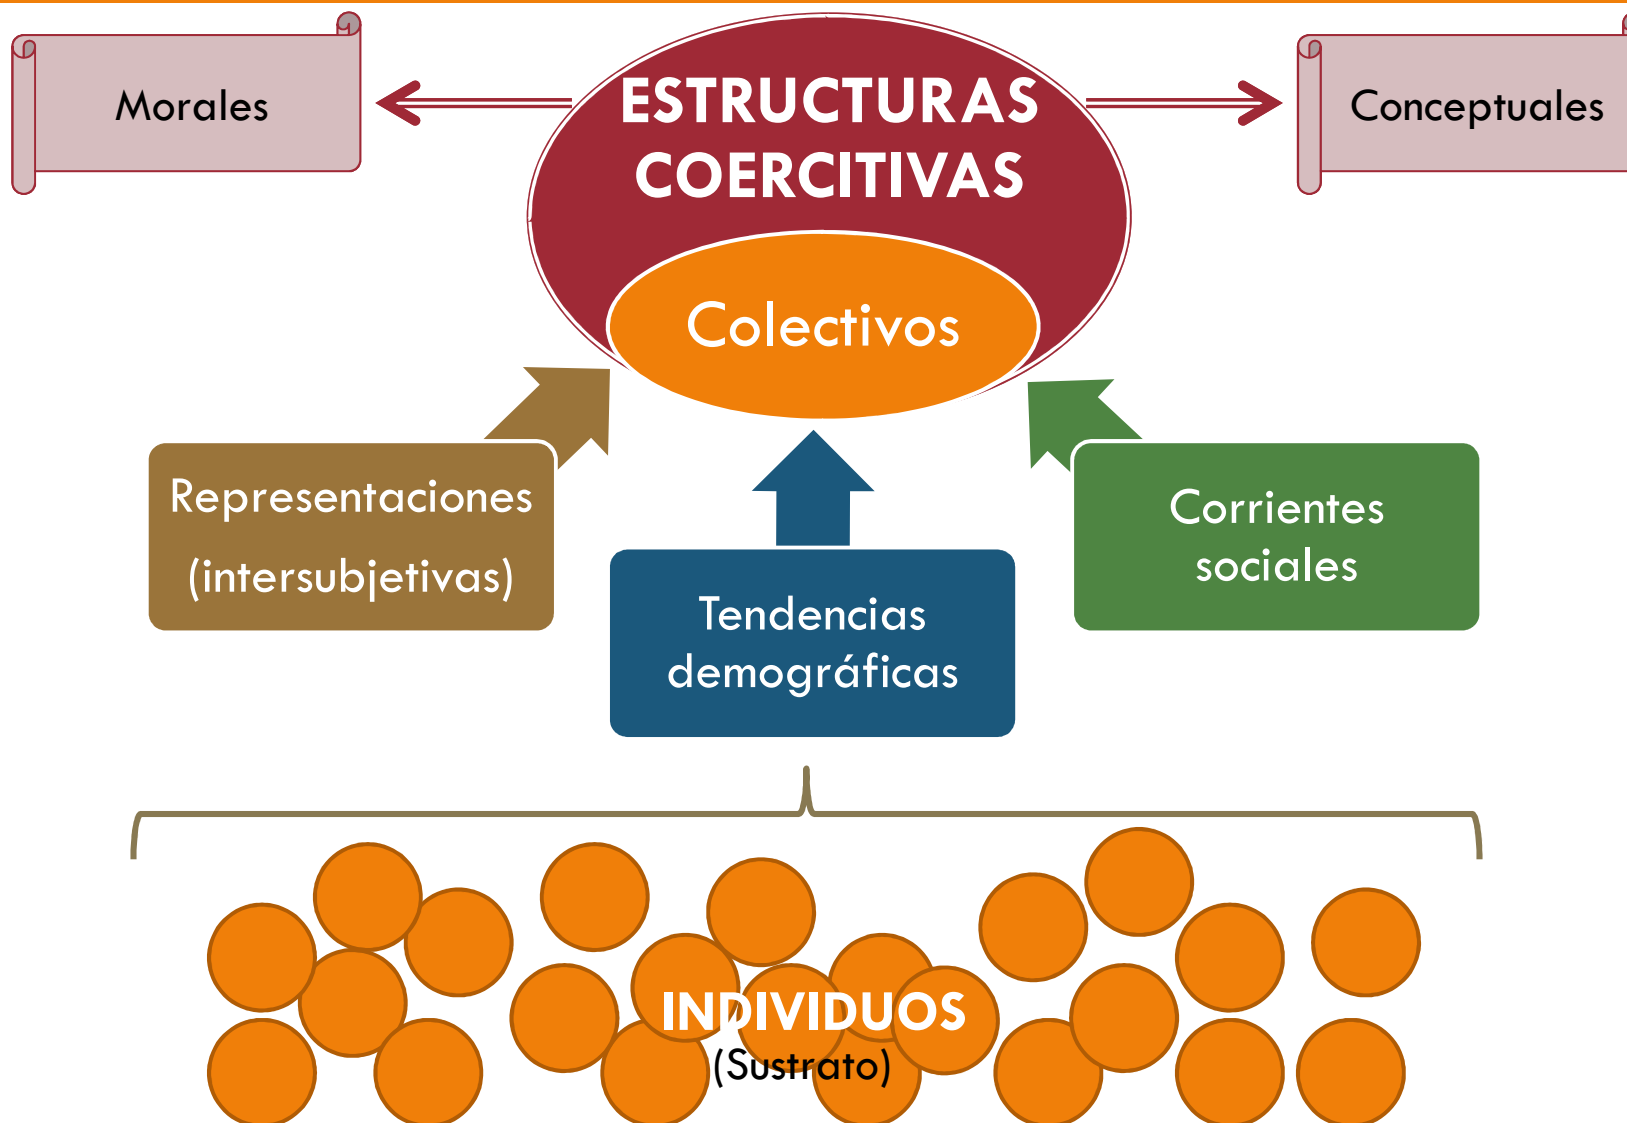 Morales
ESTRUCTURAS
COERCITIVAS
Conceptuales
Colectivos
Representaciones
(intersubjetivas)
Tendencias
demográficas
Corrientes
sociales
INDIVIDUOS
(Sustrato)